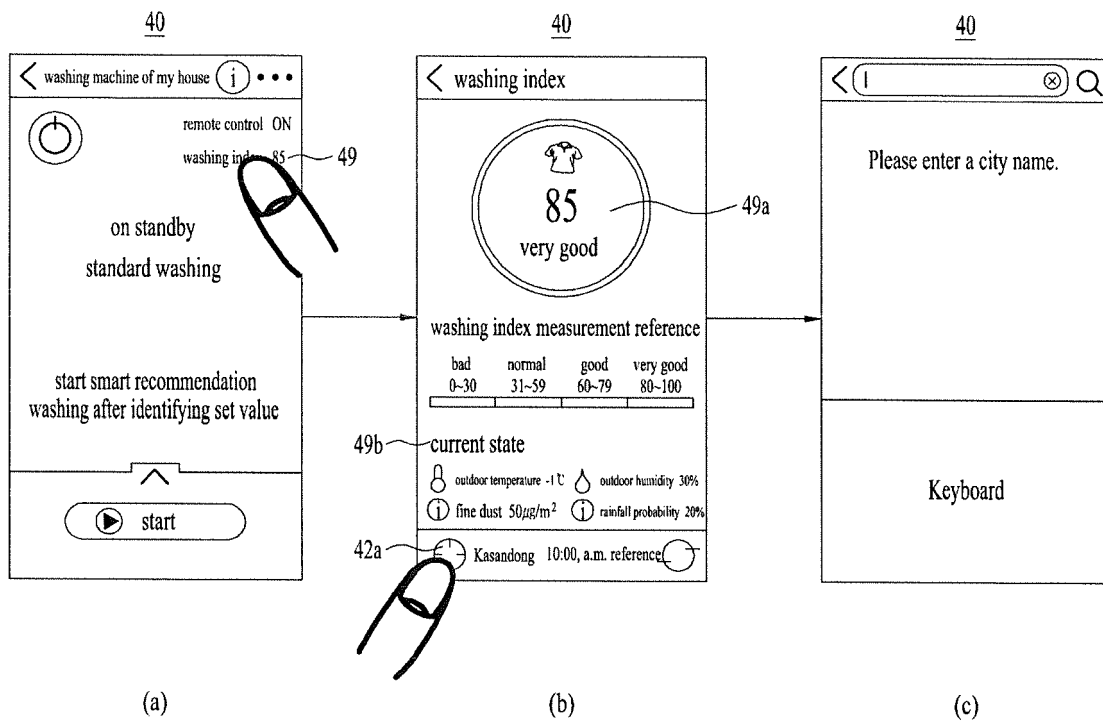 40
washing machine of my house i
remote control ON
washing index 85
49
on standby
standard washing
start smart recommendation
washing after identifying set value
start
(a)
40
washing index
85
very good
49a
washing index measurement reference
bad normal good very good
0~30 31~59 60~79 80~100
49b
current state
outdoor temperature -1℃ outdoor humidity 30%
i fine dust 50μg/m² i rainfall probability 20%
42a
Kasandong 10:00, a.m. reference
(b)
40
Please enter a city name.
Keyboard
(c)